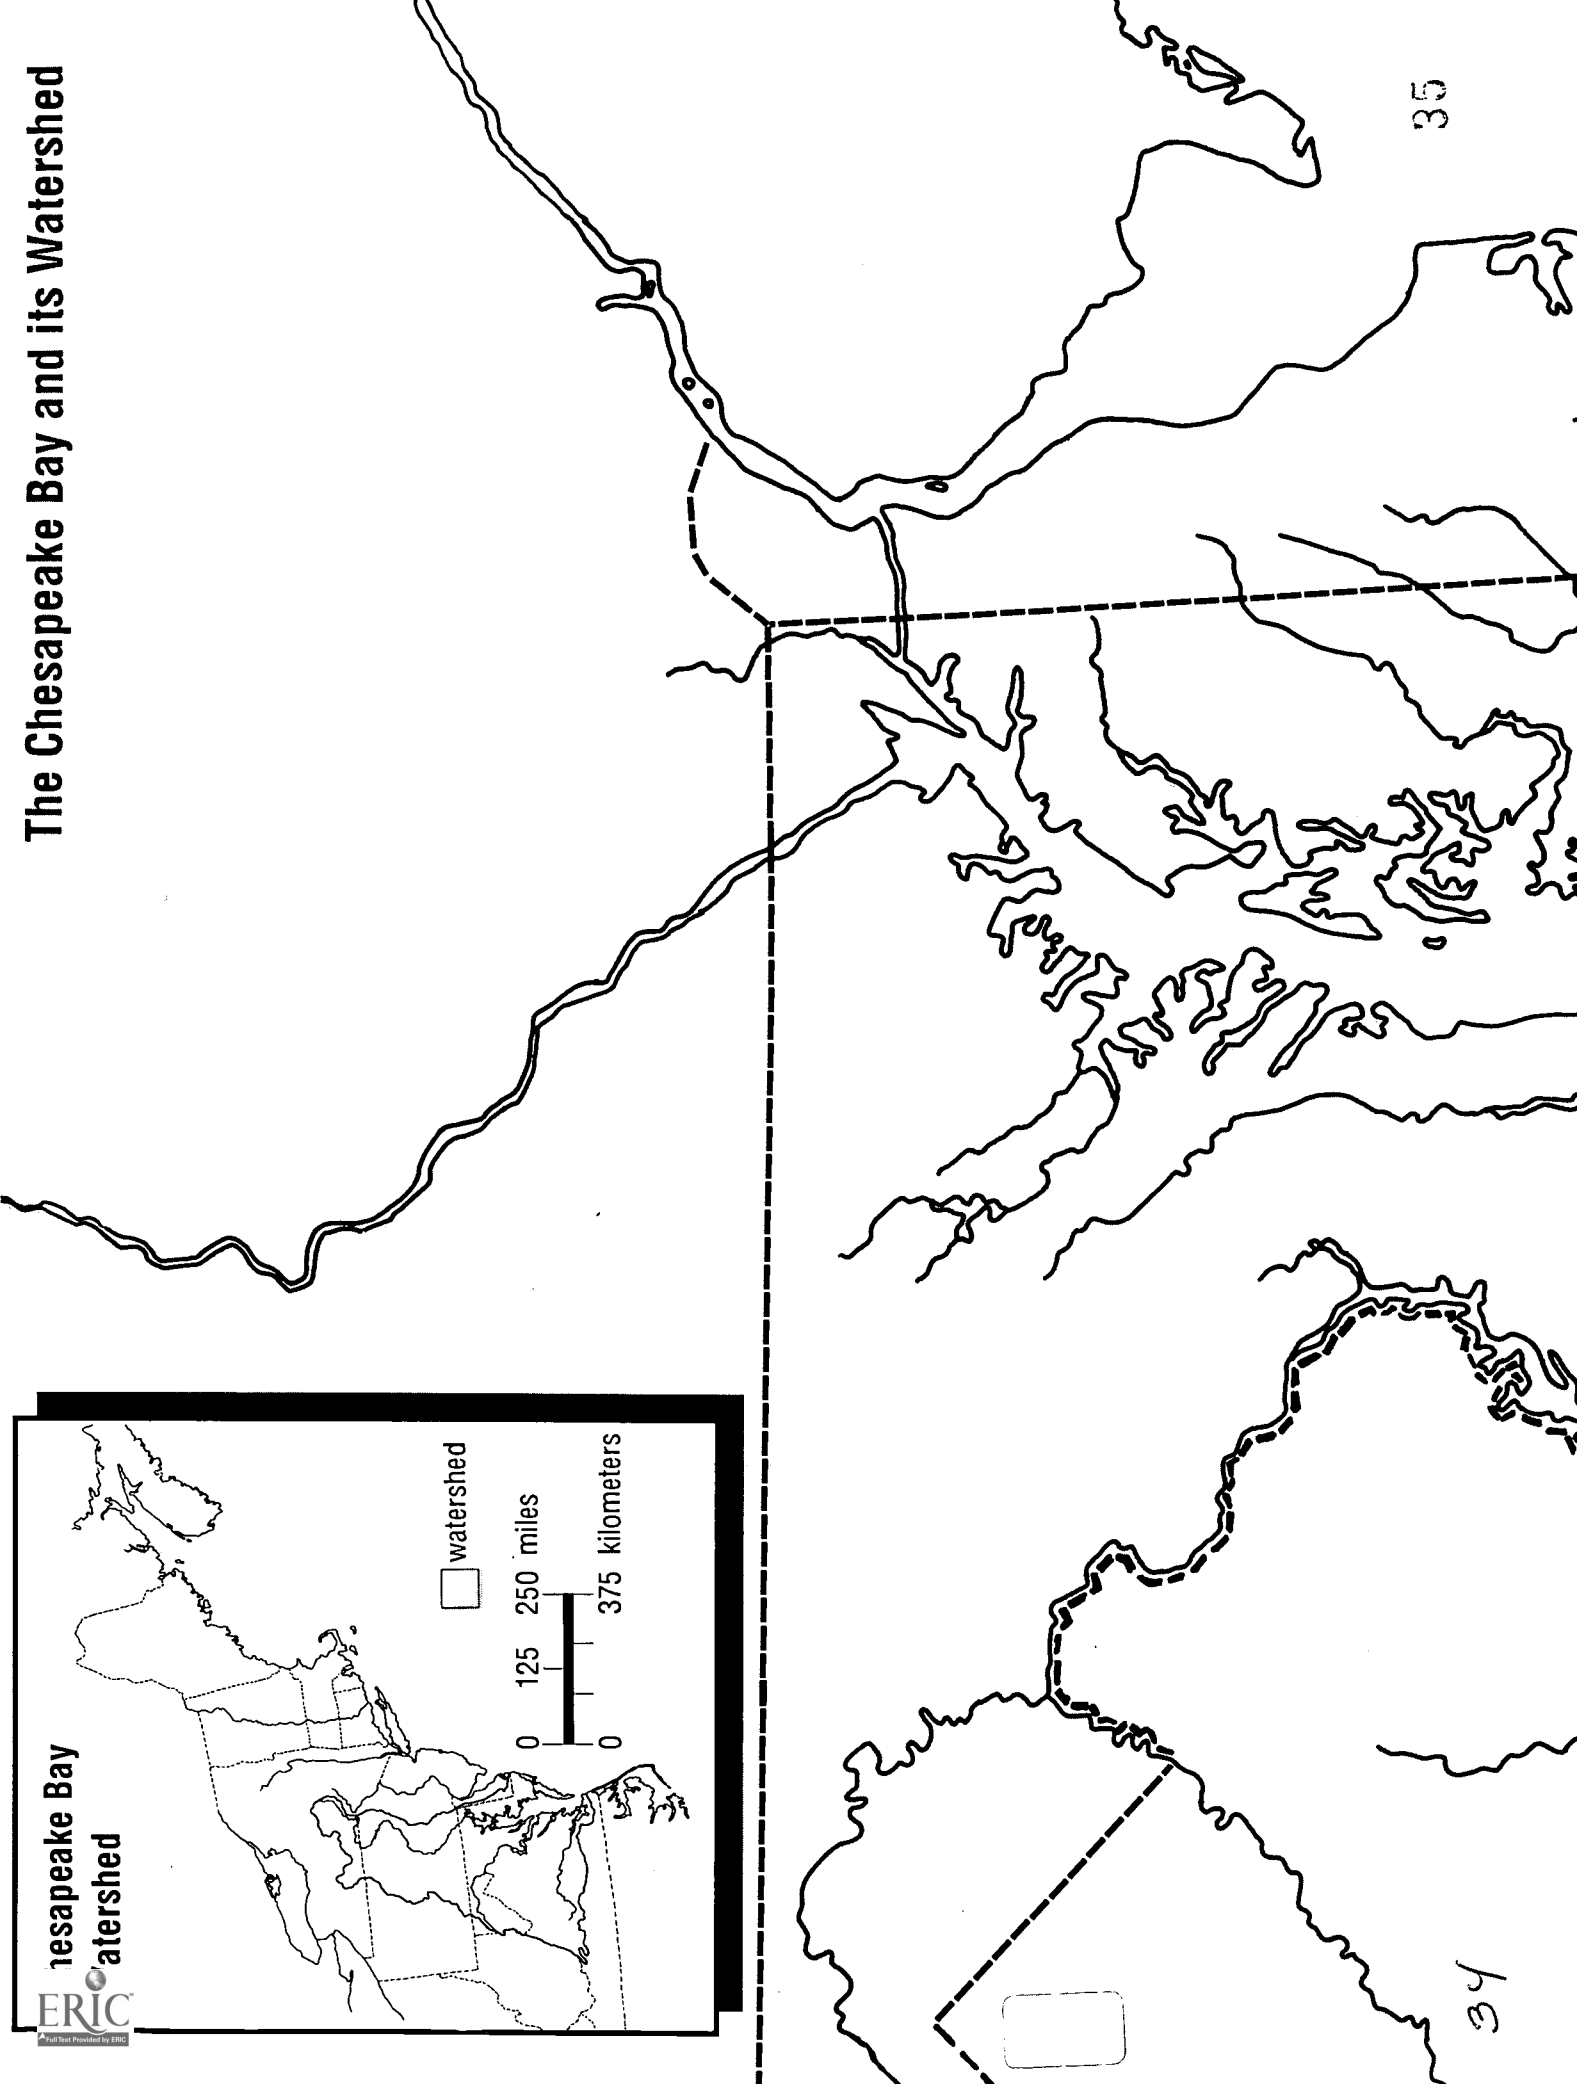 The Chesapeake Bay and its Watershed
hesapeake Bay
atershed
watershed
0 125 250 miles
0 375 kilometers
ERIC
Full Text Provided by ERIC
34
35